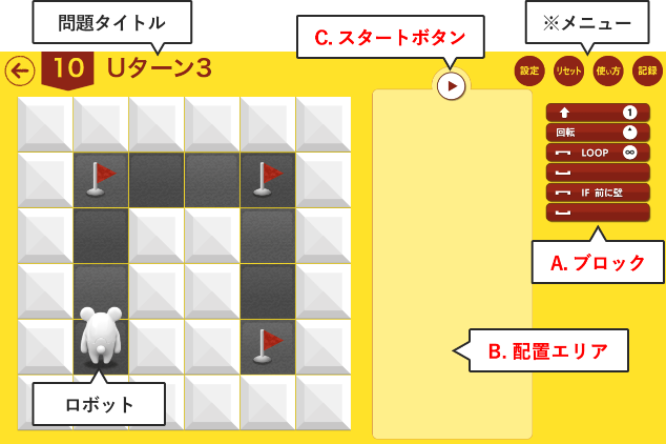 問題タイトル
C. スタートボタン
※メニュー
10 Uターン3
設定 リセット 使い方 記録
1
回転
LOOP ∞
IF 前に壁
A. ブロック
B. 配置エリア
ロボット